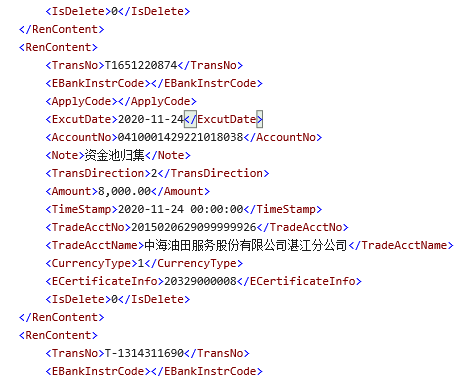 <IsDelete>0</IsDelete>
</RenContent>
<RenContent>
<TransNo>T1651220874</TransNo>
<EBankInstrCode></EBankInstrCode>
<ApplyCode></ApplyCode>
<ExcutDate>2020-11-24</ExcutDate>
<AccountNo>0410001429221018038</AccountNo>
<Note>资金池归集</Note>
<TransDirection>2</TransDirection>
<Amount>8,000.00</Amount>
<TimeStamp>2020-11-24 00:00:00</TimeStamp>
<TradeAcctNo>2015020629099999926</TradeAcctNo>
<TradeAcctName>中海油田服务股份有限公司湛江分公司</TradeAcctName>
<CurrencyType>1</CurrencyType>
<ECertificateInfo>20329000008</ECertificateInfo>
<IsDelete>0</IsDelete>
</RenContent>
<RenContent>
<TransNo>T-1314311690</TransNo>
<EBankInstrCode></EBankInstrCode>